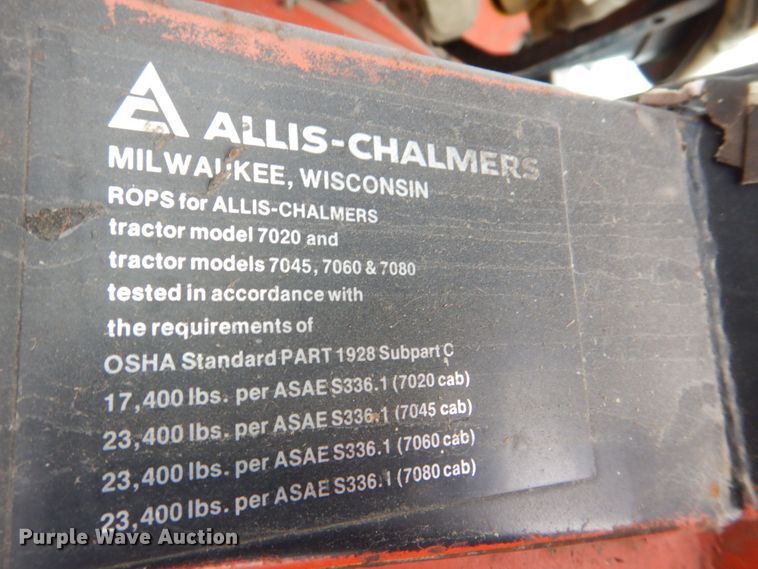 ALLIS-CHALMERS
MILWAUKEE, WISCONSIN
ROPS for ALLIS-CHALMERS
tractor model 7020 and
tractor models 7045, 7060 & 7080
tested in accordance with
the requirements of
OSHA Standard PART 1928 Subpart C
17,400 lbs. per ASAE S336.1 (7020 cab)
23,400 lbs. per ASAE S336.1 (7045 cab)
23,400 lbs. per ASAE S336.1 (7060 cab)
23,400 lbs. per ASAE S336.1 (7080 cab)
Purple Wave Auction